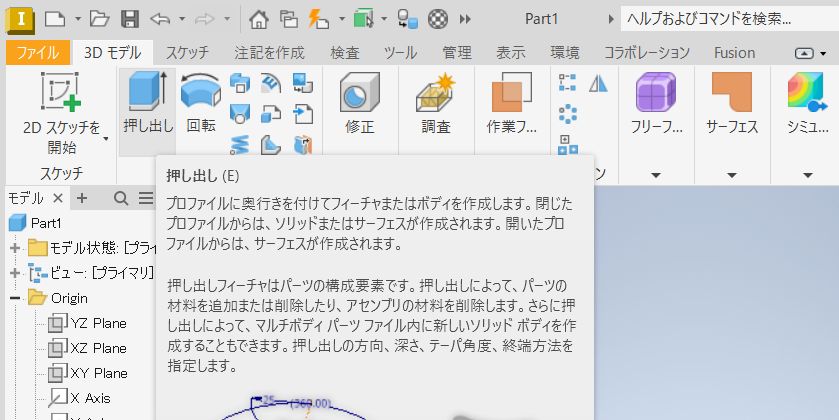 I
Part1
ヘルプおよびコマンドを検索...
ファイル 3D モデル スケッチ 注記を作成 検査 ツール 管理 表示 環境 コラボレーション Fusion
2D スケッチを
開始
押し出し
回転
修正
調査
作業フ...
フリーフ...
サーフェス
シミュ...
スケッチ
ン
モデル × +
押し出し (E)
プロファイルに奥行きを付けてフィーチャまたはボディを作成します。閉じた
プロファイルからは、ソリッドまたはサーフェスが作成されます。開いたプロ
ファイルからは、サーフェスが作成されます。
押し出しフィーチャはパーツの構成要素です。押し出しによって、パーツの
材料を追加または削除したり、アセンブリの材料を削除します。さらに押
し出しによって、マルチボディ パーツ ファイル内に新しいソリッド ボディを作
成することもできます。押し出しの方向、深さ、テーパ角度、終端方法を
指定します。
25
(360.00)
Part1
モデル状態: [プライ
ビュー: [プライマリ]
Origin
YZ Plane
XZ Plane
XY Plane
X Axis